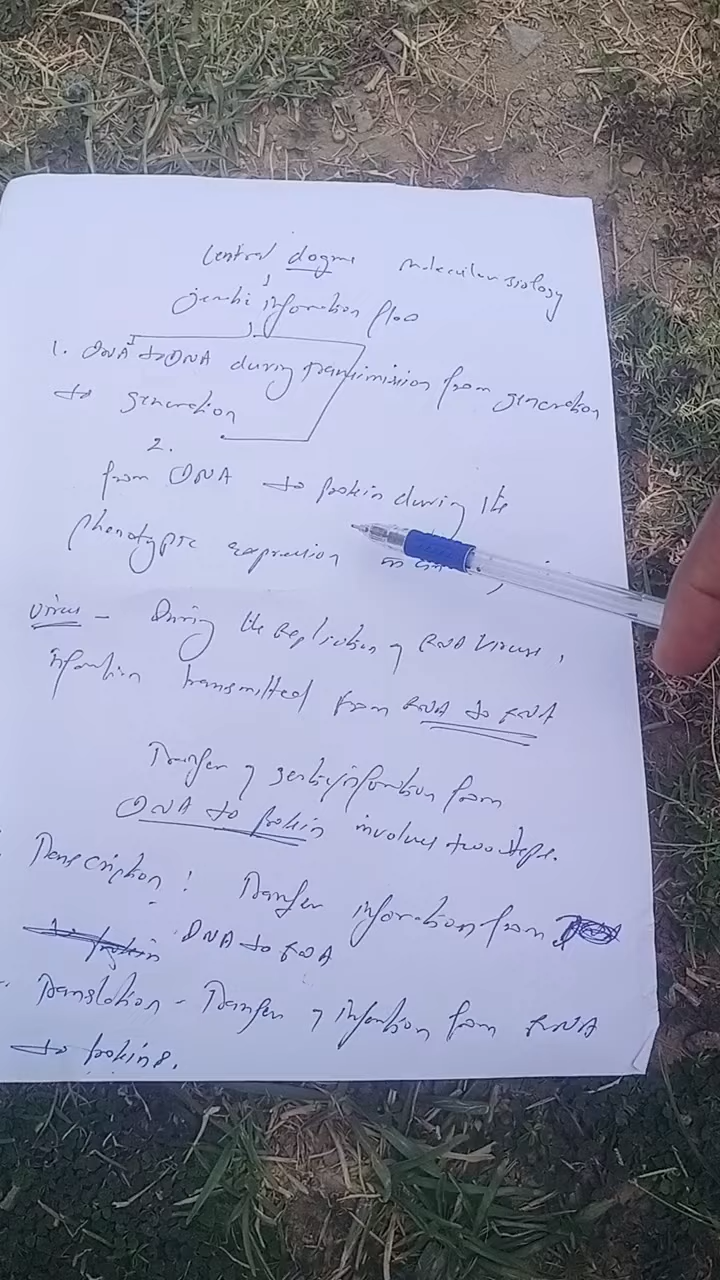 Central dogma molecular biology
genetic information flow
1. DNA to DNA during transmission from generation
to generation
2.
from DNA to protein during the
phenotypic expression
Virus - During the replication of RNA virus,
information transmitted from RNA to RNA
Transfer of genetic information from
DNA to protein involves two steps.
Transcription: Transfer information from
DNA to RNA
Translation - Transfer of information from RNA
to proteins.